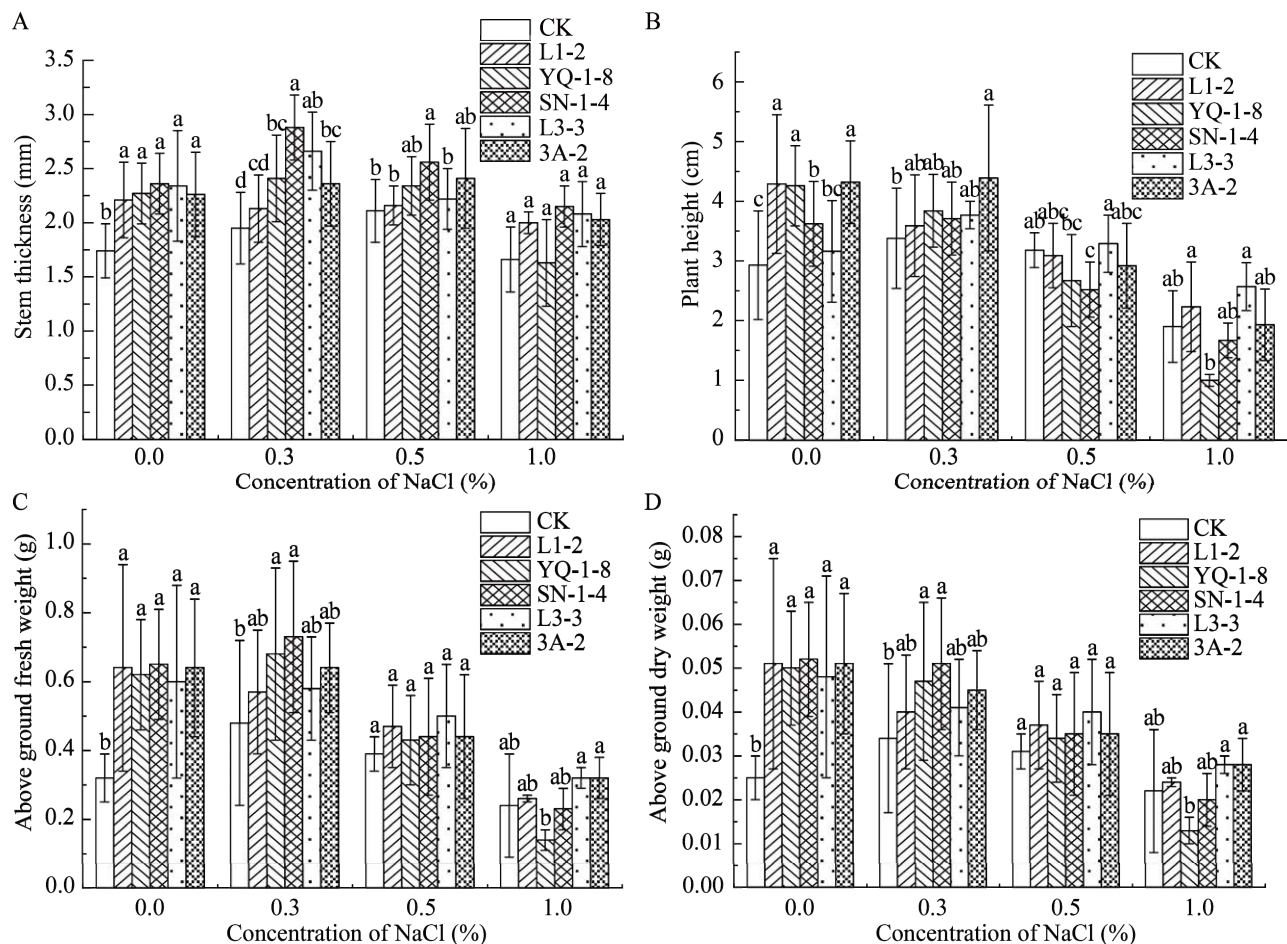 A
CK
L1-2
YQ-1-8
SN-1-4
L3-3
3A-2
Stem thickness (mm)
3.5
3.0
2.5
2.0
1.5
1.0
0.5
0.0
b a a a a a
d cd bc a ab bc
b b ab a b ab
a a a a a a
0.0 0.3 0.5 1.0
Concentration of NaCl (%)
B
CK
L1-2
YQ-1-8
SN-1-4
L3-3
3A-2
Plant height (cm)
6
5
4
3
2
1
0
c a a b bc a
b ab ab ab ab a
ab abc bc c a abc
ab a b ab a ab
0.0 0.3 0.5 1.0
Concentration of NaCl (%)
C
CK
L1-2
YQ-1-8
SN-1-4
L3-3
3A-2
Above ground fresh weight (g)
1.0
0.8
0.6
0.4
0.2
0.0
b a a a a a
b ab a a ab ab
a a a a a a
ab ab b ab a a
0.0 0.3 0.5 1.0
Concentration of NaCl (%)
D
CK
L1-2
YQ-1-8
SN-1-4
L3-3
3A-2
Above ground dry weight (g)
0.08
0.07
0.06
0.05
0.04
0.03
0.02
0.01
0.00
b a a a a a
b ab a a ab ab
a a a a a a
ab ab b ab a a
0.0 0.3 0.5 1.0
Concentration of NaCl (%)